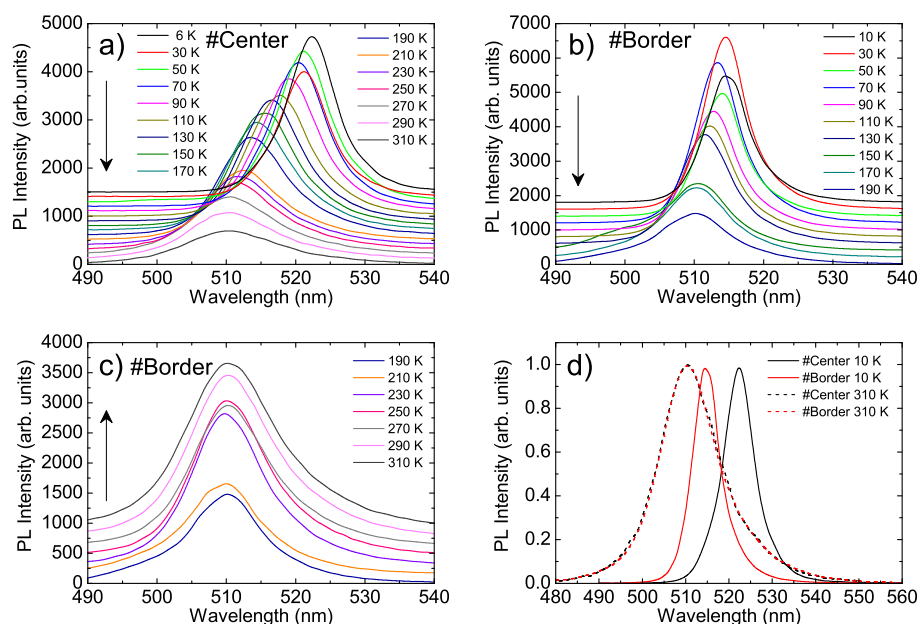 a) #Center
6 K
30 K
50 K
70 K
90 K
110 K
130 K
150 K
170 K
190 K
210 K
230 K
250 K
270 K
290 K
310 K
PL Intensity (arb.units)
5000
4000
3000
2000
1000
0
490 500 510 520 530 540
Wavelength (nm)
b) #Border
10 K
30 K
50 K
70 K
90 K
110 K
130 K
150 K
170 K
190 K
PL Intensity (arb. units)
7000
6000
5000
4000
3000
2000
1000
0
490 500 510 520 530 540
Wavelength (nm)
c) #Border
190 K
210 K
230 K
250 K
270 K
290 K
310 K
PL Intensity (arb. units)
4000
3500
3000
2500
2000
1500
1000
500
0
490 500 510 520 530 540
Wavelength (nm)
d)
#Center 10 K
#Border 10 K
#Center 310 K
#Border 310 K
PL Intensity (arb. units)
1.0
0.8
0.6
0.4
0.2
0.0
480 490 500 510 520 530 540 550 560
Wavelength (nm)